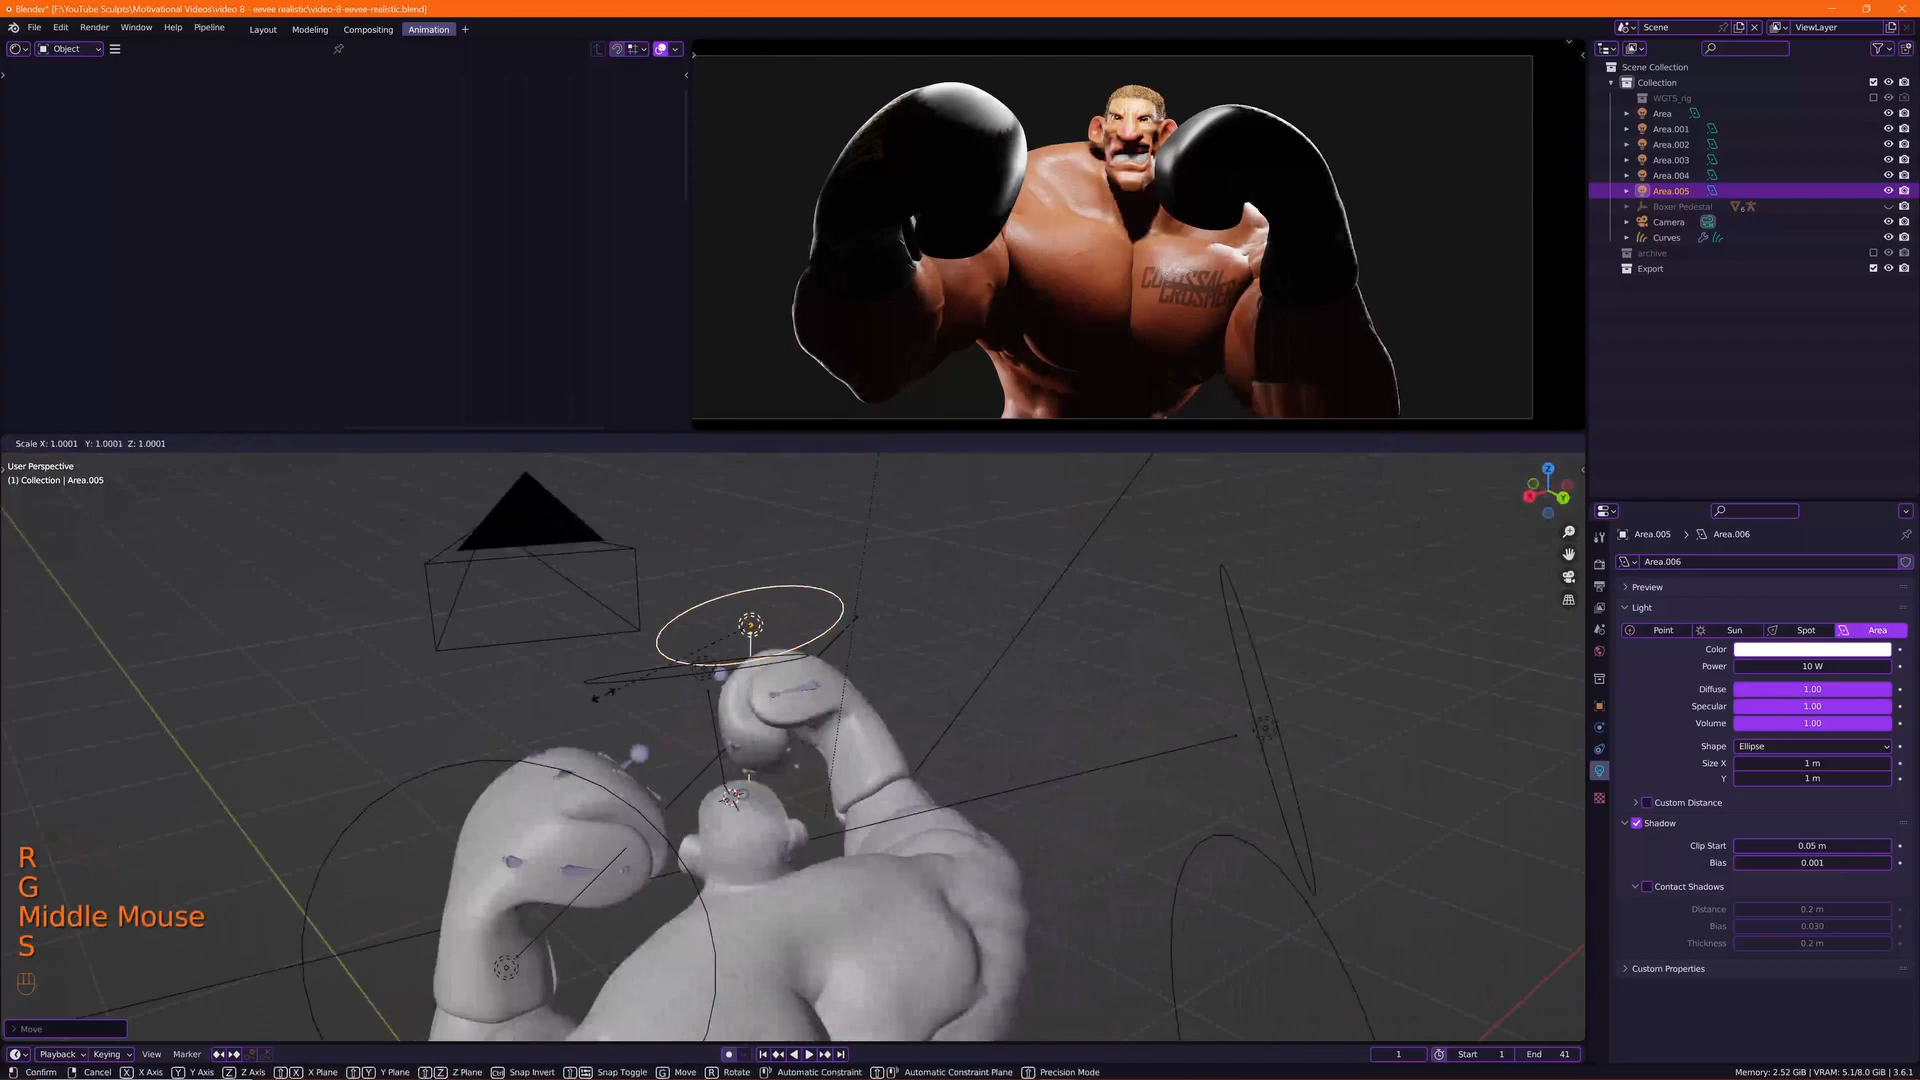 Blender* [F:\YouTube Sculpts\Motivational Videos\video 8 - eevee realistic\video-8-eevee-realistic.blend]
File Edit Render Window Help Pipeline Layout Modeling Compositing Animation + Scene ViewLayer
Object
Scene Collection
Collection
WGTS_rig
Area
Area.001
Area.002
Area.003
Area.004
Area.005
Boxer Pedestal 6
Camera
Curves
archive
Export
COLOSSAL
CRUSHER
Scale X: 1.0001 Y: 1.0001 Z: 1.0001
User Perspective
(1) Collection | Area.005
Z
X
Y
Area.005 > Area.006
Area.006
Preview
Light
Point Sun Spot Area
Color
Power 10 W
Diffuse 1.00
Specular 1.00
Volume 1.00
Shape Ellipse
Size X 1 m
Y 1 m
Custom Distance
Shadow
Clip Start 0.05 m
Bias 0.001
Contact Shadows
Distance 0.2 m
Bias 0.030
Thickness 0.2 m
Custom Properties
R
G
Middle Mouse
S
Move
Playback Keying View Marker 1 Start 1 End 41
Confirm Cancel X X Axis Y Y Axis Z Z Axis X X Plane Y Y Plane Z Z Plane Ctrl Snap Invert Snap Toggle G Move R Rotate Automatic Constraint Automatic Constraint Plane Precision Mode Memory: 2.52 GiB | VRAM: 5.1/8.0 GiB | 3.6.1